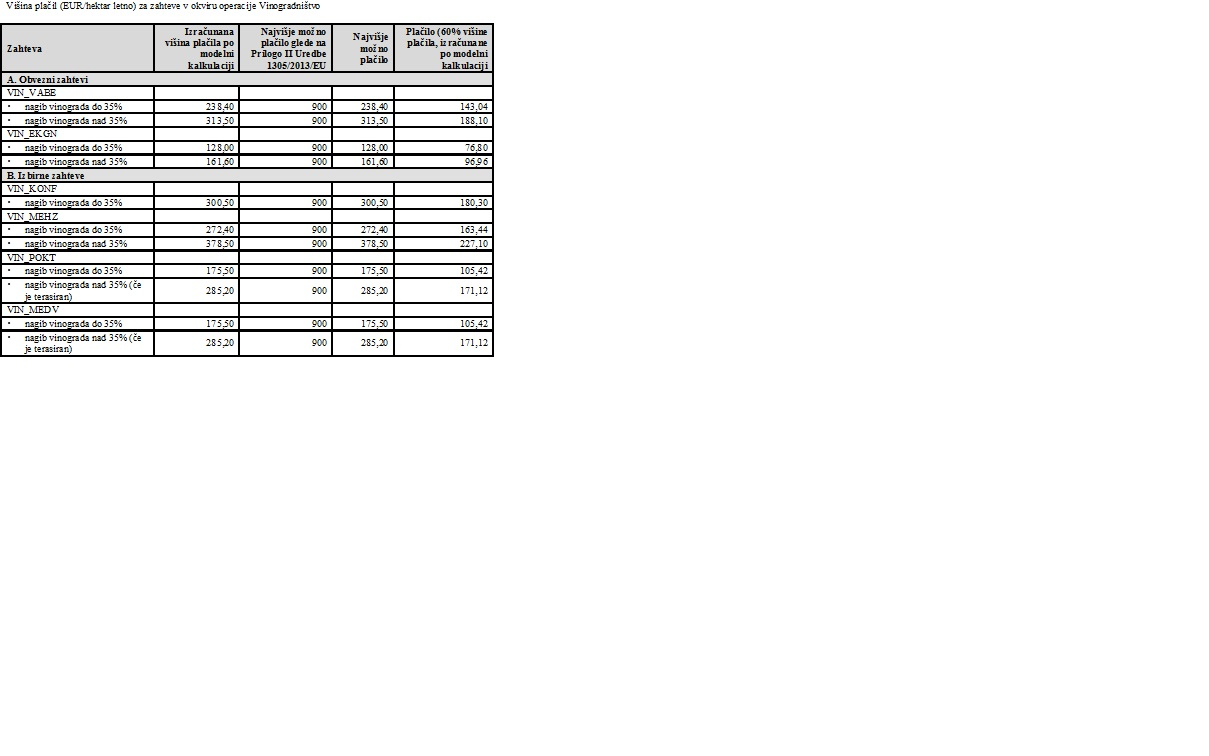 Višina plačil (EUR/hektar letno) za zahteve v okviru operacije Vinogradništvo
Zahteva
Izračunana
višina plačila po
modelni
kalkulaciji
Najvišje možno
plačilo glede na
Prilogo II Uredbe
1305/2013/EU
Najvišje
možno
plačilo
Plačilo (60% višine
plačila, izračunane
po modelni
kalkulaciji
A. Obvezni zahtevi
VIN_VABE
• nagib vinograda do 35% 238,40 900 238,40 143,04
• nagib vinograda nad 35% 313,50 900 313,50 188,10
VIN_EKGN
• nagib vinograda do 35% 128,00 900 128,00 76,80
• nagib vinograda nad 35% 161,60 900 161,60 96,96
B. Izbirne zahteve
VIN_KONF
• nagib vinograda do 35% 300,50 900 300,50 180,30
VIN_MEHZ
• nagib vinograda do 35% 272,40 900 272,40 163,44
• nagib vinograda nad 35% 378,50 900 378,50 227,10
VIN_POKT
• nagib vinograda do 35% 175,50 900 175,50 105,42
• nagib vinograda nad 35% (če
je terasiran) 285,20 900 285,20 171,12
VIN_MEDV
• nagib vinograda do 35% 175,50 900 175,50 105,42
• nagib vinograda nad 35% (če
je terasiran) 285,20 900 285,20 171,12